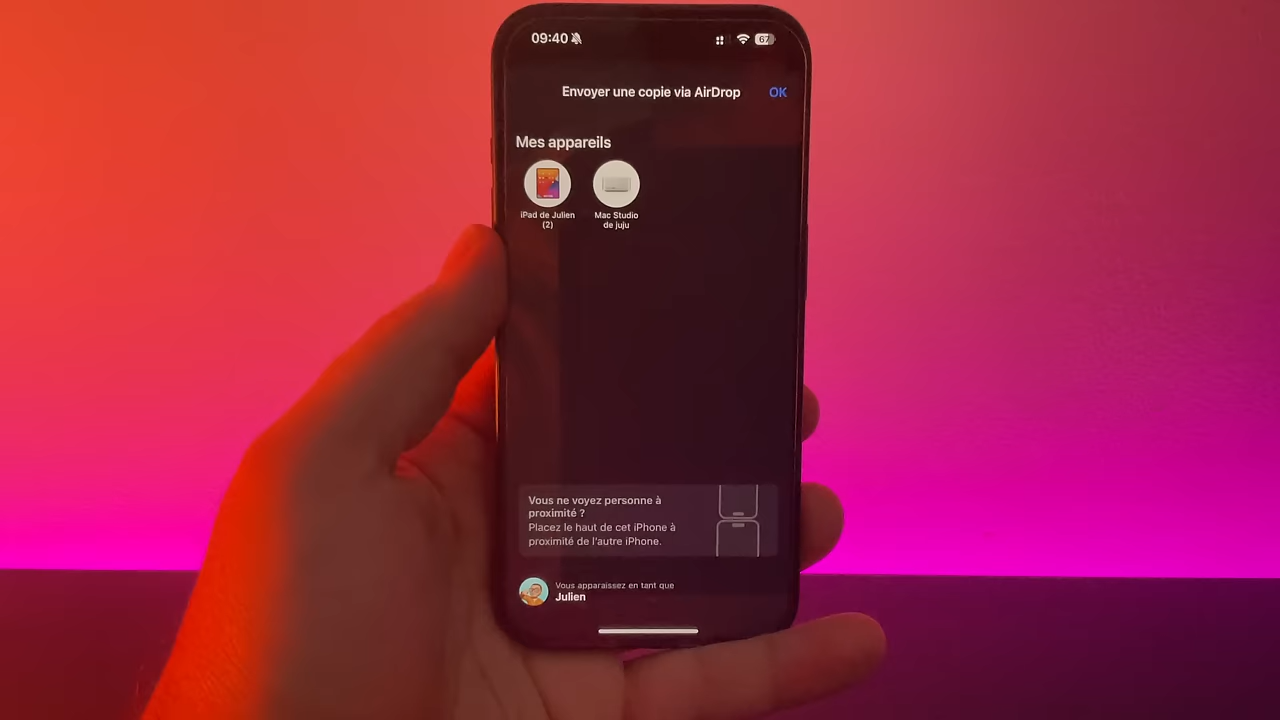 09:40
67
Envoyer une copie via AirDrop
OK
Mes appareils
iPad de Julien
(2)
Mac Studio
de juju
Vous ne voyez personne à
proximité ?
Placez le haut de cet iPhone à
proximité de l'autre iPhone.
Vous apparaissez en tant que
Julien